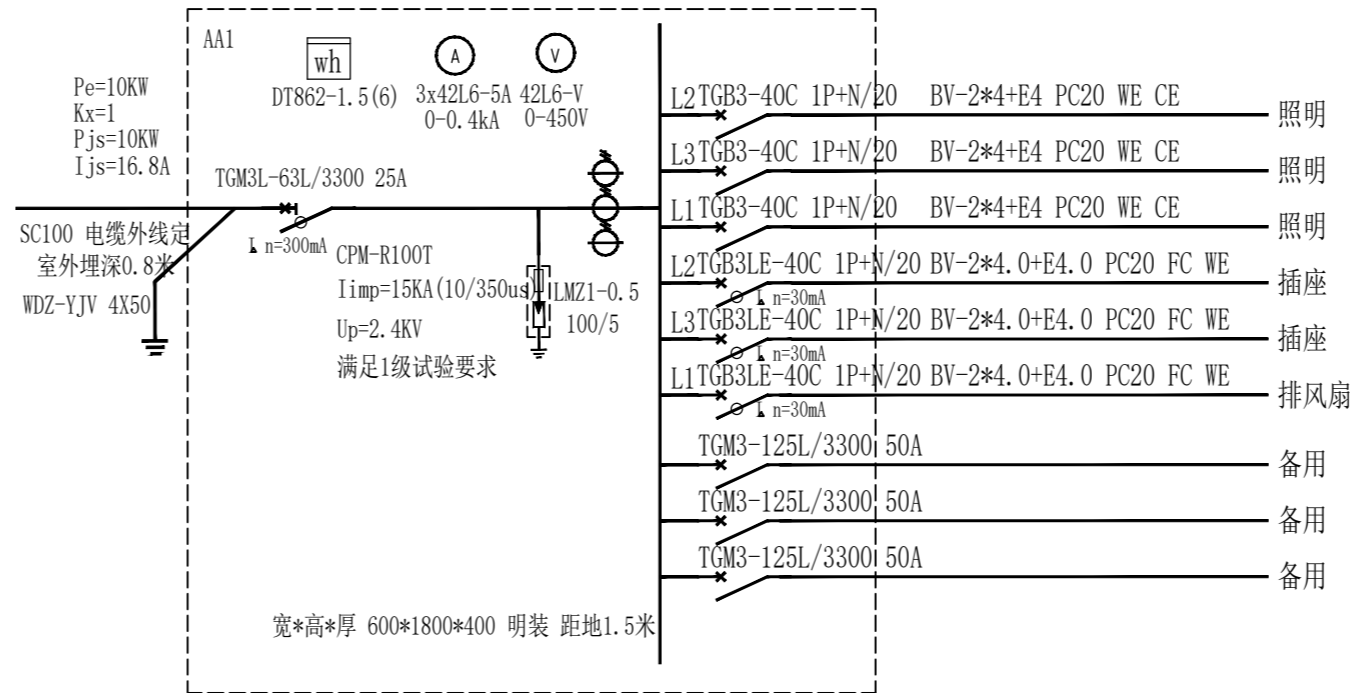 AA1
wh
A
V
DT862-1.5(6)
3x42L6-5A
0-0.4kA
42L6-V
0-450V
Pe=10KW
Kx=1
Pjs=10KW
Ijs=16.8A
TGM3L-63L/3300 25A
I▲n=300mA
SC100 电缆外线定
室外埋深0.8米
WDZ-YJV 4X50
CPM-R100T
Iimp=15KA(10/350us)
Up=2.4KV
满足1级试验要求
LMZ1-0.5
100/5
L2 TGB3-40C 1P+N/20 BV-2*4+E4 PC20 WE CE 照明
L3 TGB3-40C 1P+N/20 BV-2*4+E4 PC20 WE CE 照明
L1 TGB3-40C 1P+N/20 BV-2*4+E4 PC20 WE CE 照明
L2 TGB3LE-40C 1P+N/20 BV-2*4.0+E4.0 PC20 FC WE 插座
I▲n=30mA
L3 TGB3LE-40C 1P+N/20 BV-2*4.0+E4.0 PC20 FC WE 插座
I▲n=30mA
L1 TGB3LE-40C 1P+N/20 BV-2*4.0+E4.0 PC20 FC WE 排风扇
I▲n=30mA
TGM3-125L/3300 50A 备用
TGM3-125L/3300 50A 备用
TGM3-125L/3300 50A 备用
宽*高*厚 600*1800*400 明装 距地1.5米